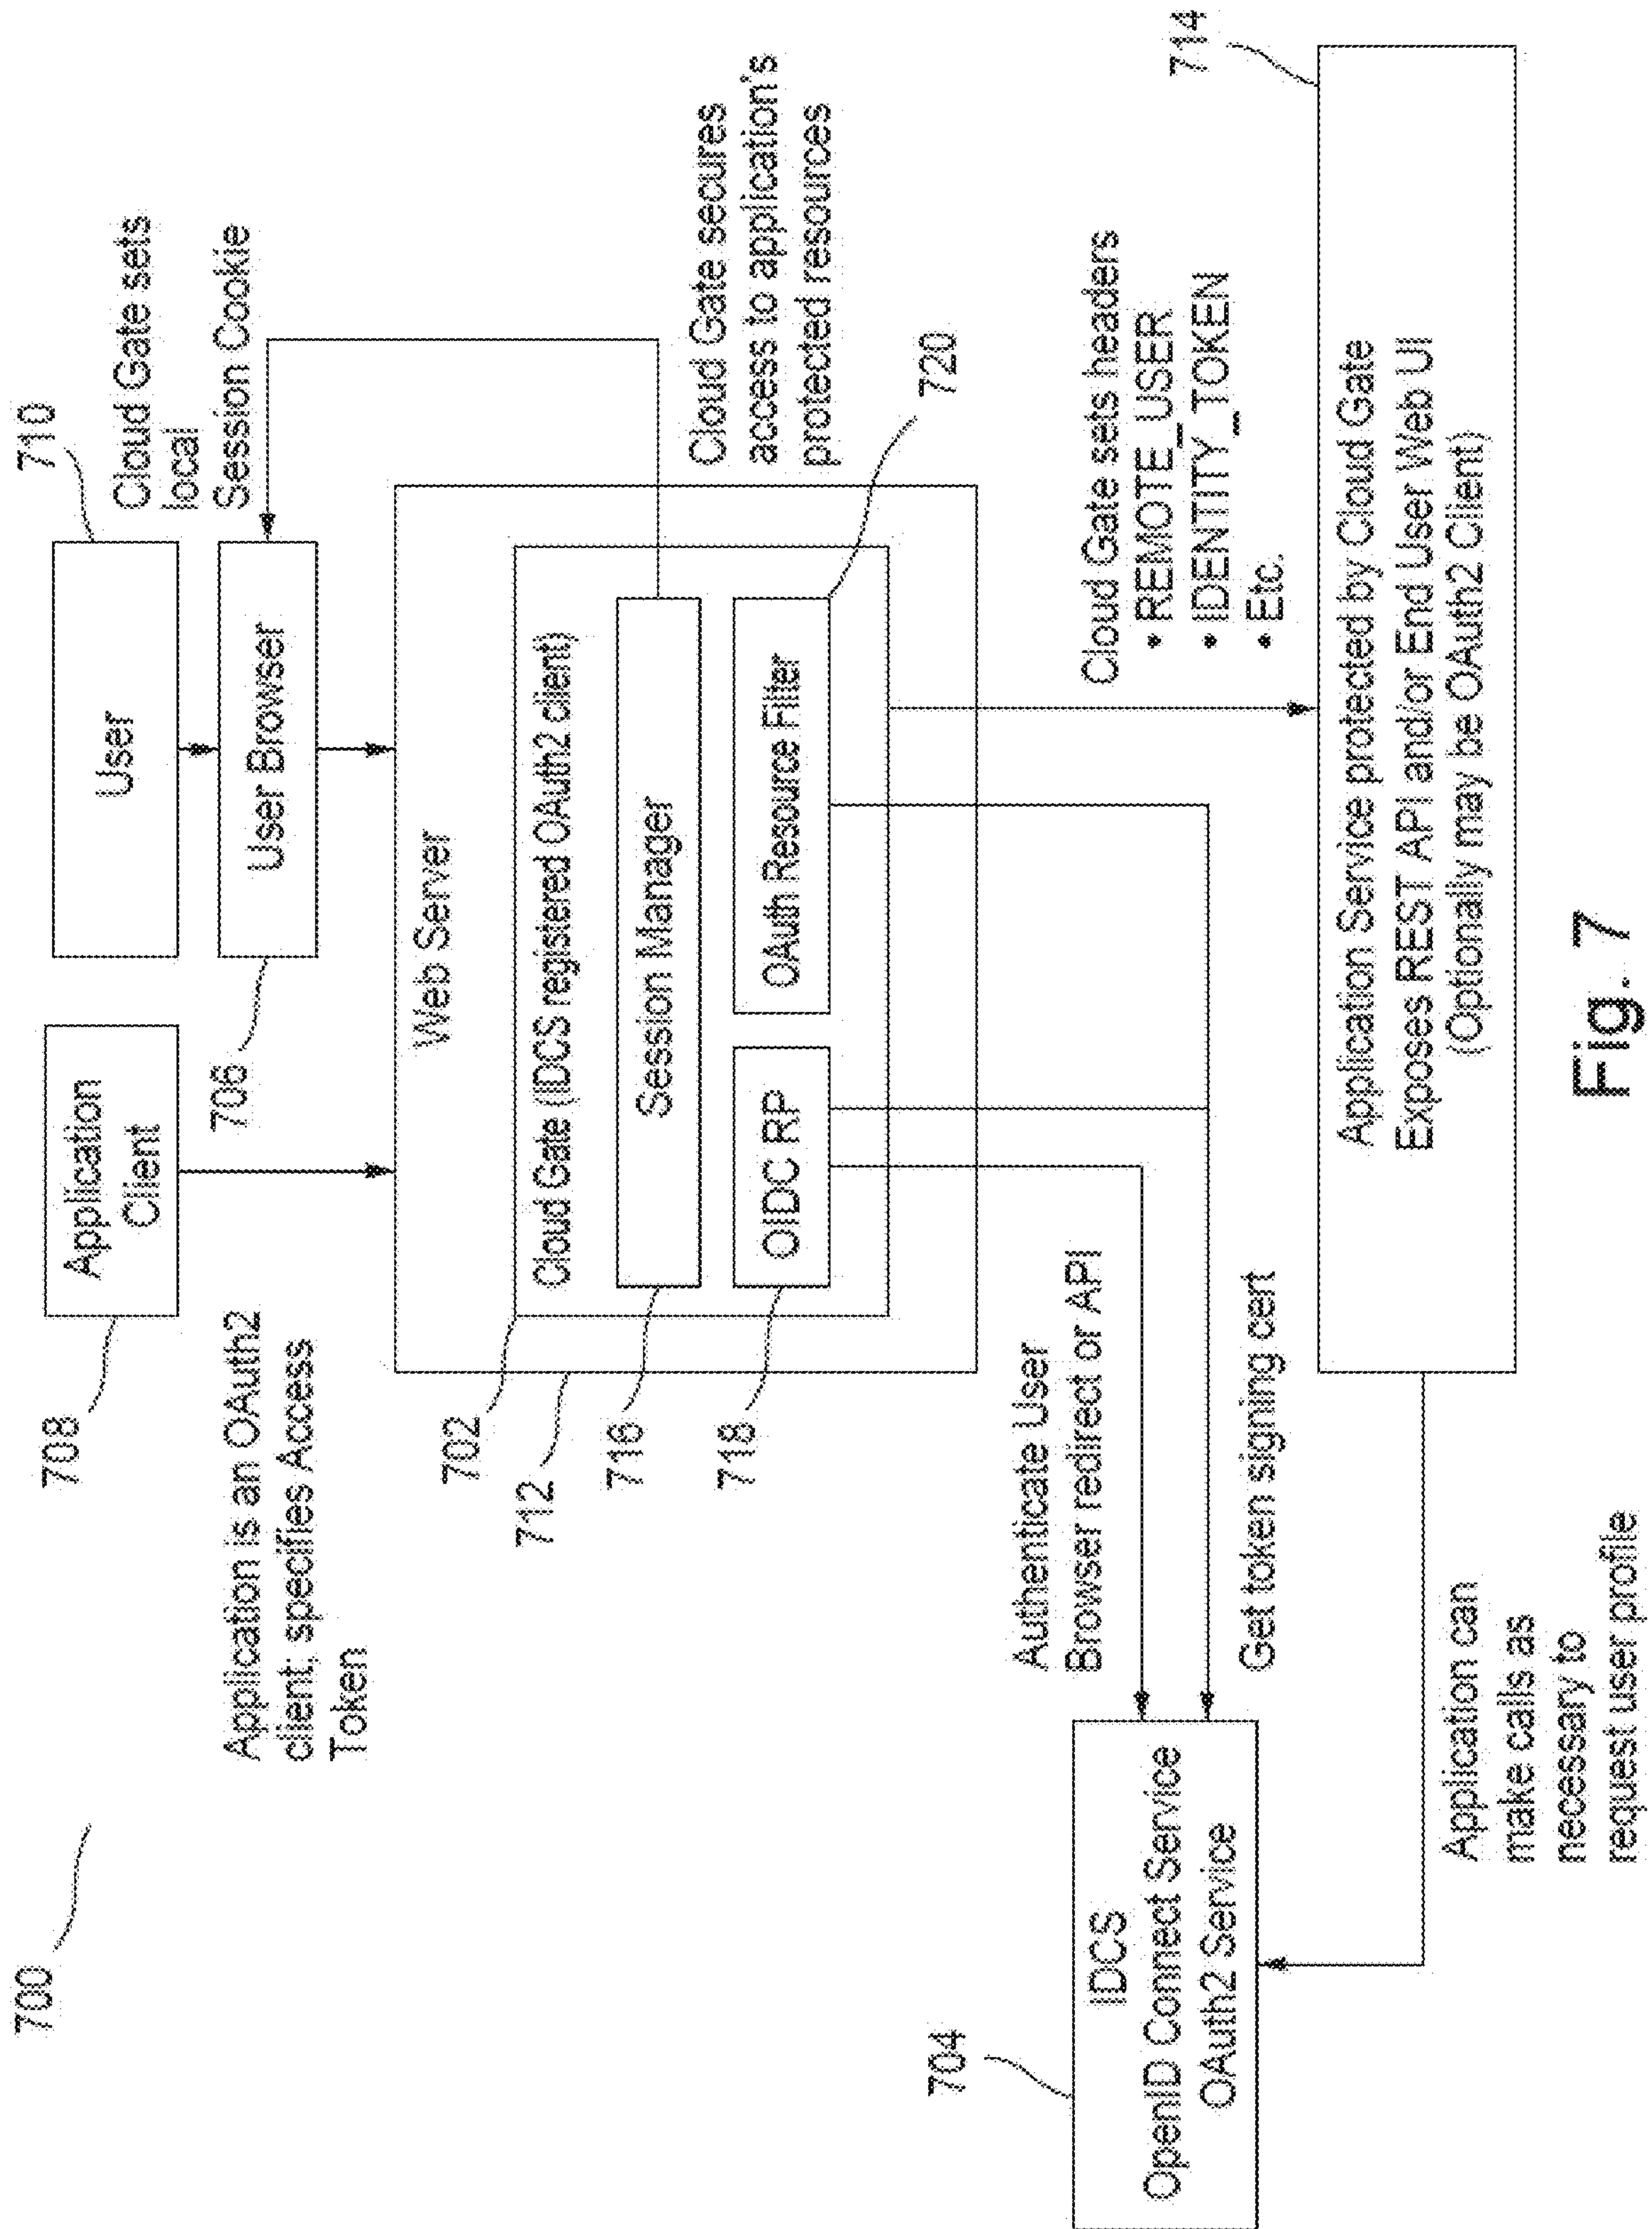 700
708
Application
Client
Application is an OAuth2
client; specifies Access
Token
710
User
User Browser
706
Cloud Gate sets
local
Session Cookie
Web Server
Cloud Gate (IDCS registered OAuth2 client)
Session Manager
OIDC RP
OAuth Resource Filter
702
712
716
718
720
Cloud Gate secures
access to application's
protected resources
704
IDCS
OpenID Connect Service
OAuth2 Service
Authenticate User
Browser redirect or API
Get token signing cert
Cloud Gate sets headers
• REMOTE_USER
• IDENTITY_TOKEN
• Etc.
714
Application Service protected by Cloud Gate
Exposes REST API and/or End User Web UI
(Optionally may be OAuth2 Client)
Application can
make calls as
necessary to
request user profile
Fig. 7